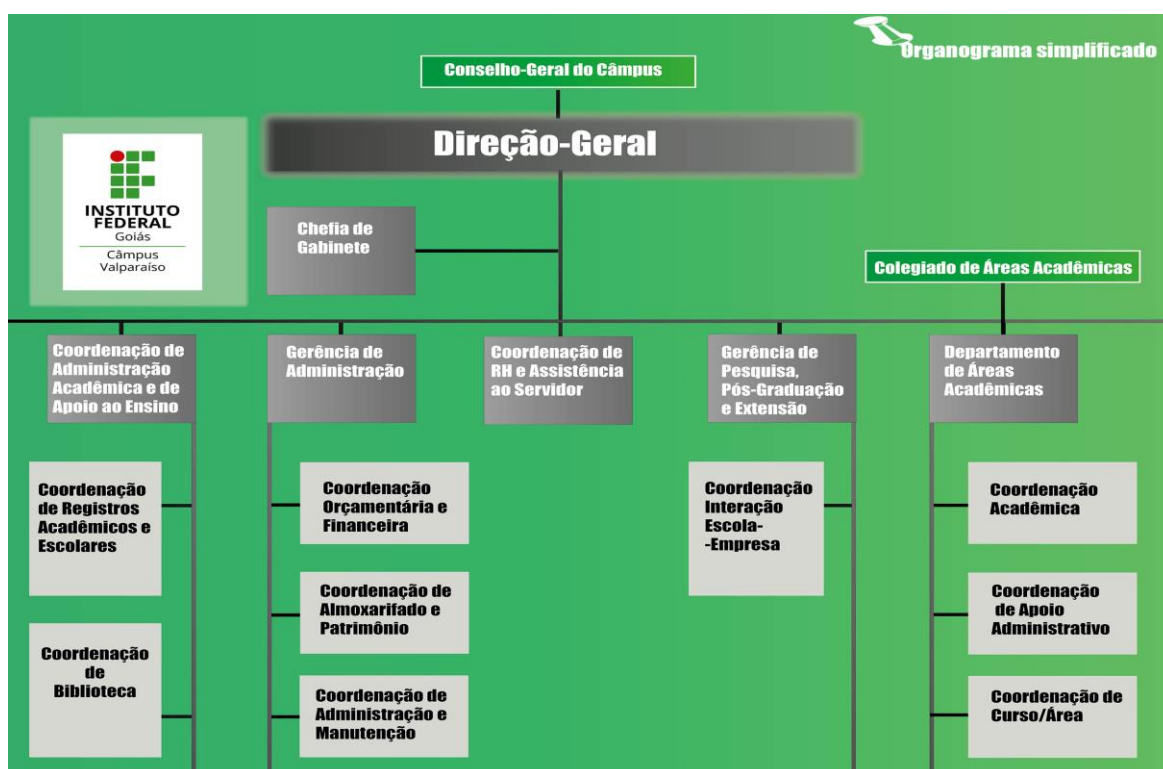 Organograma simplificado
Conselho-Geral do Câmpus
Direção-Geral
INSTITUTO
FEDERAL
Goiás
Câmpus
Valparaíso
Chefia de
Gabinete
Colegiado de Áreas Acadêmicas
Coordenação de
Administração
Acadêmica e de
Apoio ao Ensino
Gerência de
Administração
Coordenação de
RH e Assistência
ao Servidor
Gerência de
Pesquisa,
Pós-Graduação
e Extensão
Departamento
de Áreas
Acadêmicas
Coordenação
de Registros
Acadêmicos e
Escolares
Coordenação
Orçamentária e
Financeira
Coordenação
Interação
Escola-
-Empresa
Coordenação
Acadêmica
Coordenação de
Almoxarifado e
Patrimônio
Coordenação
de Apoio
Administrativo
Coordenação
de
Biblioteca
Coordenação de
Administração e
Manutenção
Coordenação de
Curso/Área